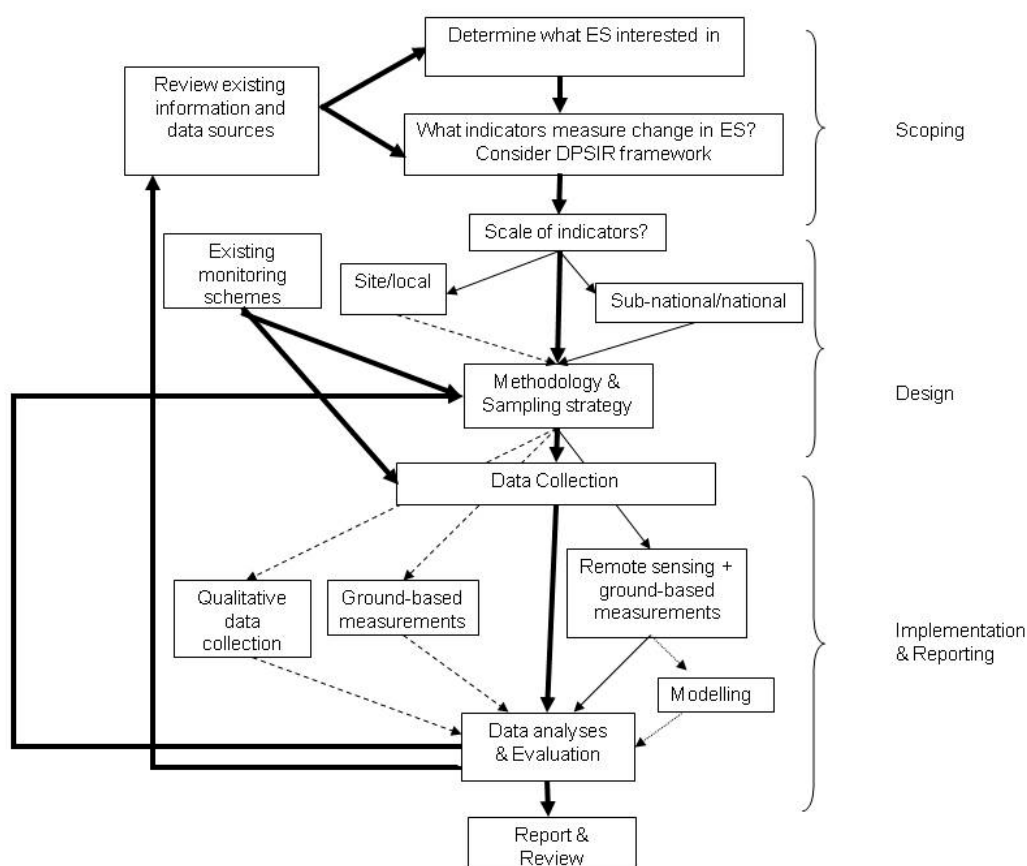 Determine what ES interested in
Review existing
information and
data sources
What indicators measure change in ES?
Consider DPSIR framework
Scoping
Scale of indicators?
Existing
monitoring
schemes
Site/local
Sub-national/national
Methodology &
Sampling strategy
Design
Data Collection
Qualitative
data
collection
Ground-based
measurements
Remote sensing +
ground-based
measurements
Implementation
& Reporting
Modelling
Data analyses
& Evaluation
Report &
Review